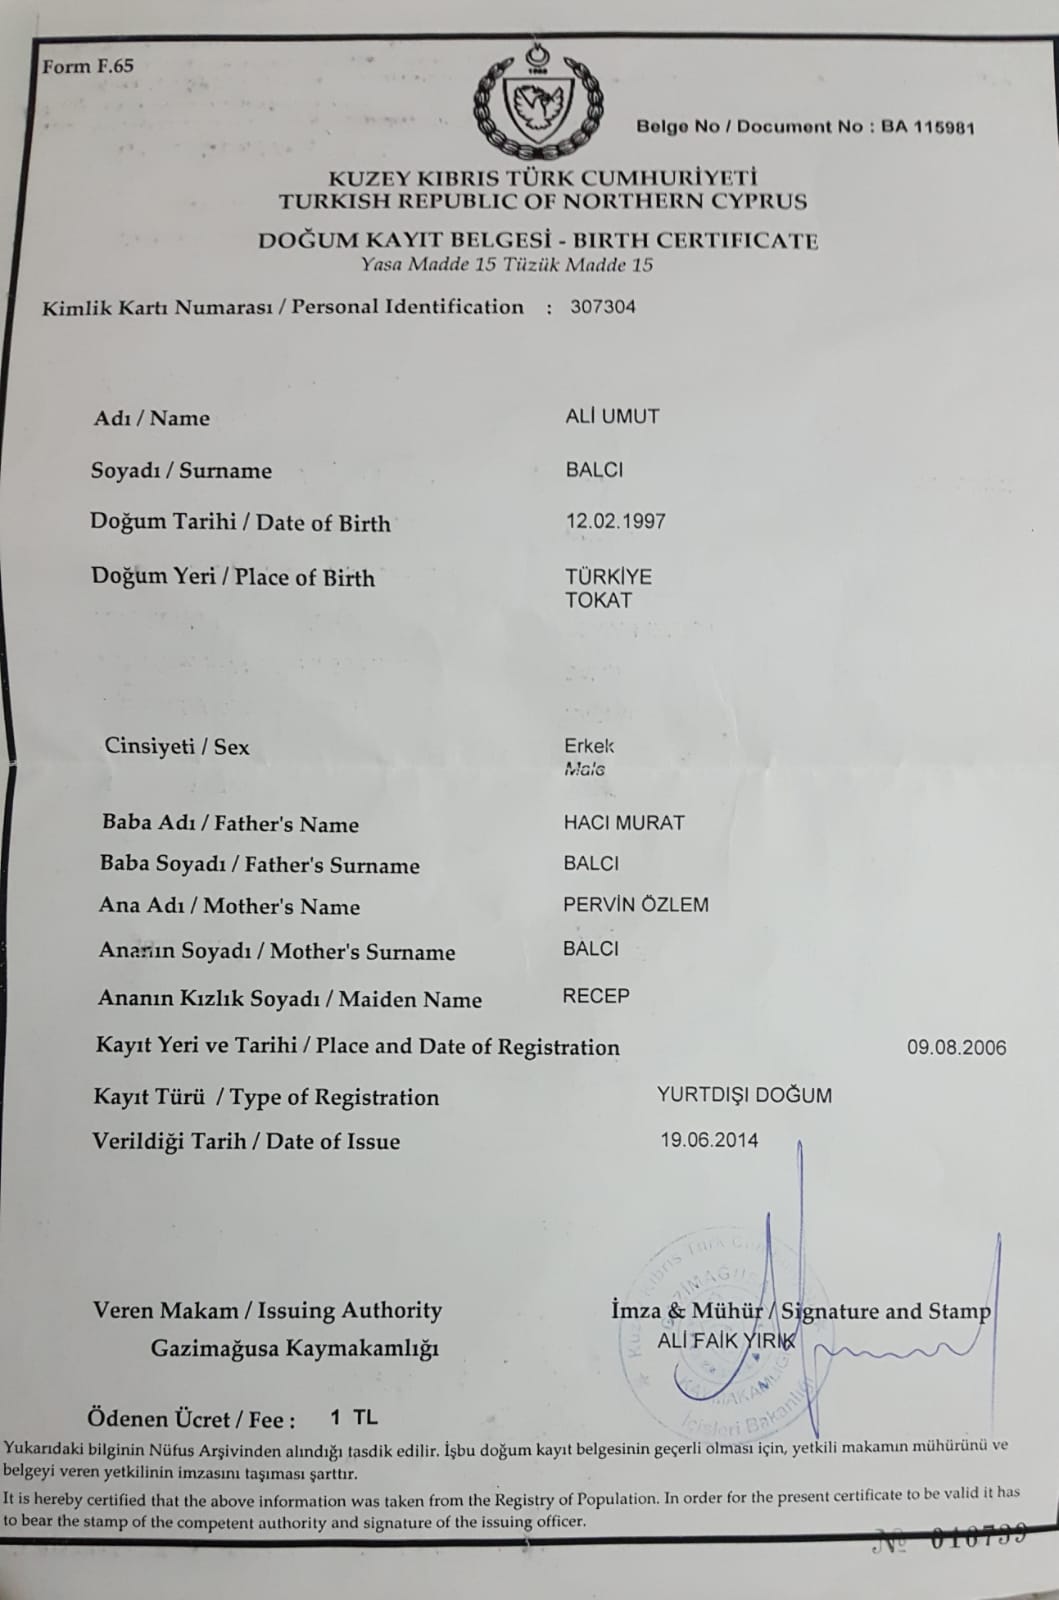 Form F.65
Belge No / Document No : BA 115981
KUZEY KIBRIS TÜRK CUMHURİYETİ
TURKISH REPUBLIC OF NORTHERN CYPRUS
DOĞUM KAYIT BELGESİ - BIRTH CERTIFICATE
Yasa Madde 15 Tüzük Madde 15
Kimlik Kartı Numarası / Personal Identification : 307304
Adı / Name ALİ UMUT
Soyadı / Surname BALCI
Doğum Tarihi / Date of Birth 12.02.1997
Doğum Yeri / Place of Birth TÜRKİYE
TOKAT
Cinsiyeti / Sex Erkek
Male
Baba Adı / Father's Name HACI MURAT
Baba Soyadı / Father's Surname BALCI
Ana Adı / Mother's Name PERVİN ÖZLEM
Ananın Soyadı / Mother's Surname BALCI
Ananın Kızlık Soyadı / Maiden Name RECEP
Kayıt Yeri ve Tarihi / Place and Date of Registration 09.08.2006
Kayıt Türü / Type of Registration YURTDIŞI DOĞUM
Verildiği Tarih / Date of Issue 19.06.2014
Veren Makam / Issuing Authority İmza & Mühür / Signature and Stamp
Gazimağusa Kaymakamlığı ALİ FAİK YIRIK
İçişleri Bakanlığı
Ödenen Ücret / Fee : 1 TL
Yukarıdaki bilginin Nüfus Arşivinden alındığı tasdik edilir. İşbu doğum kayıt belgesinin geçerli olması için, yetkili makamın mühürünü ve
belgeyi veren yetkilinin imzasını taşıması şarttır.
It is hereby certified that the above information was taken from the Registry of Population. In order for the present certificate to be valid it has
to bear the stamp of the competent authority and signature of the issuing officer.
Nº 010799